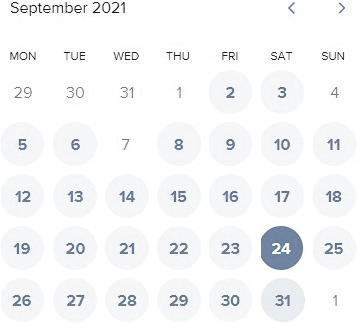 September 2021
MON TUE WED THU FRI SAT SUN
29 30 31 1 2 3 4
5 6 7 8 9 10 11
12 13 14 15 16 17 18
19 20 21 22 23 24 25
26 27 28 29 30 31 1